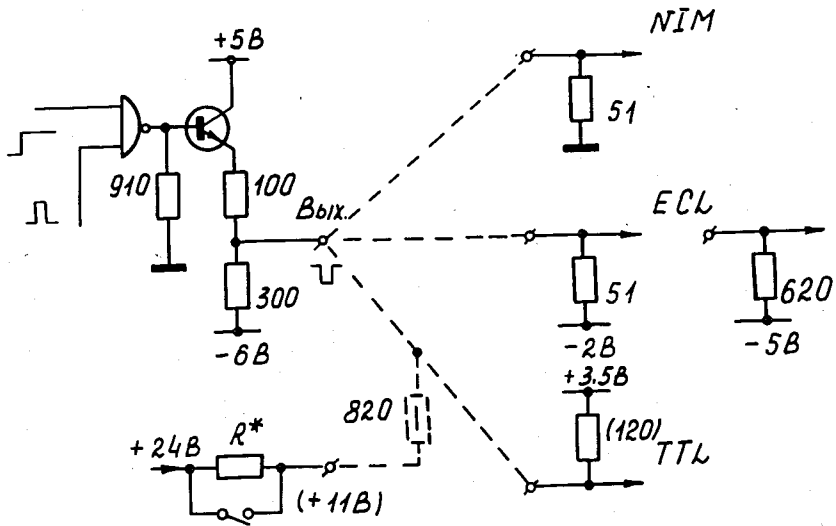 NIM
+5В
51
910
100
Вых.
ECL
300
51
620
-6В
-2В
-5В
+3.5В
820
(120)
+24В
R*
TTL
(+11В)